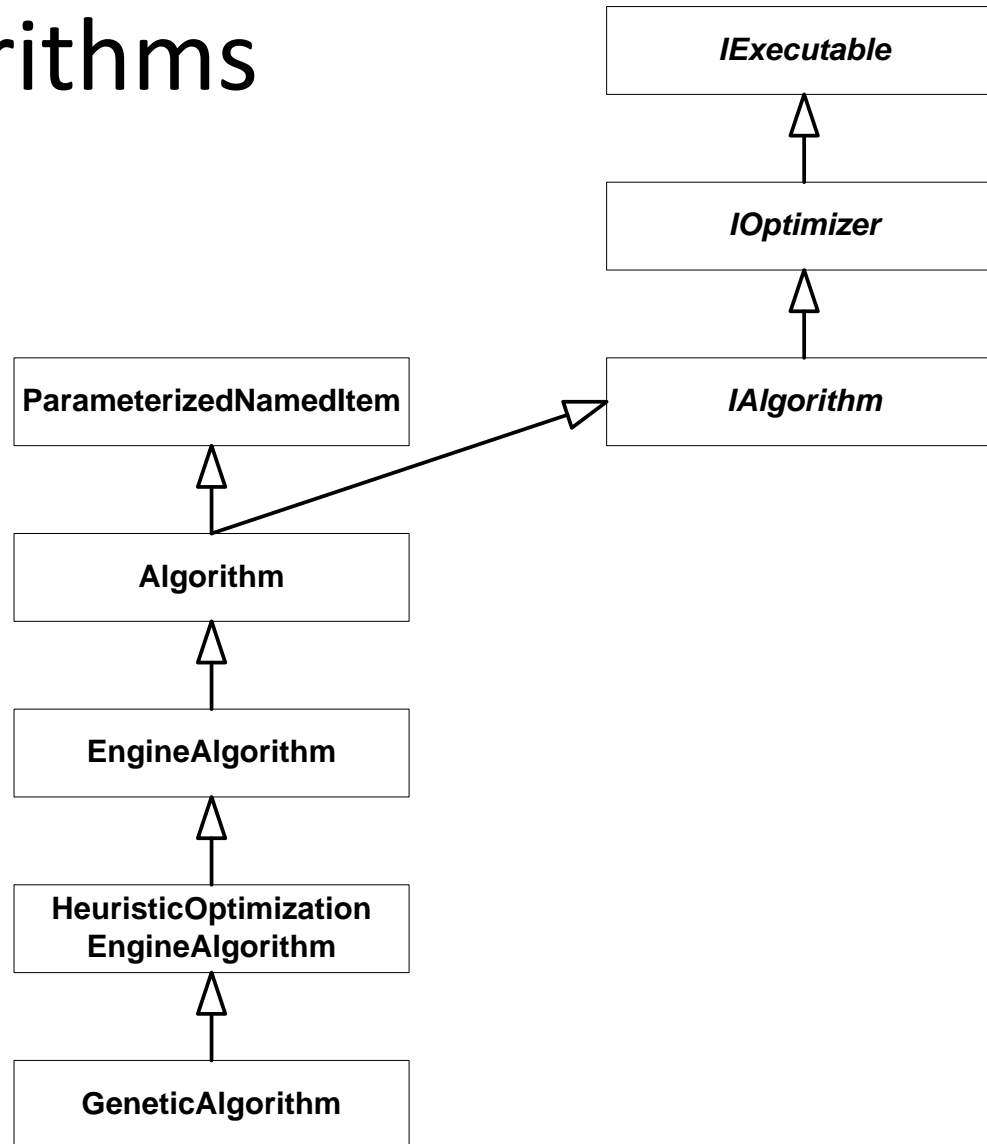 rithms
IExecutable
IOptimizer
ParameterizedNamedItem
IAlgorithm
Algorithm
EngineAlgorithm
HeuristicOptimization
EngineAlgorithm
GeneticAlgorithm